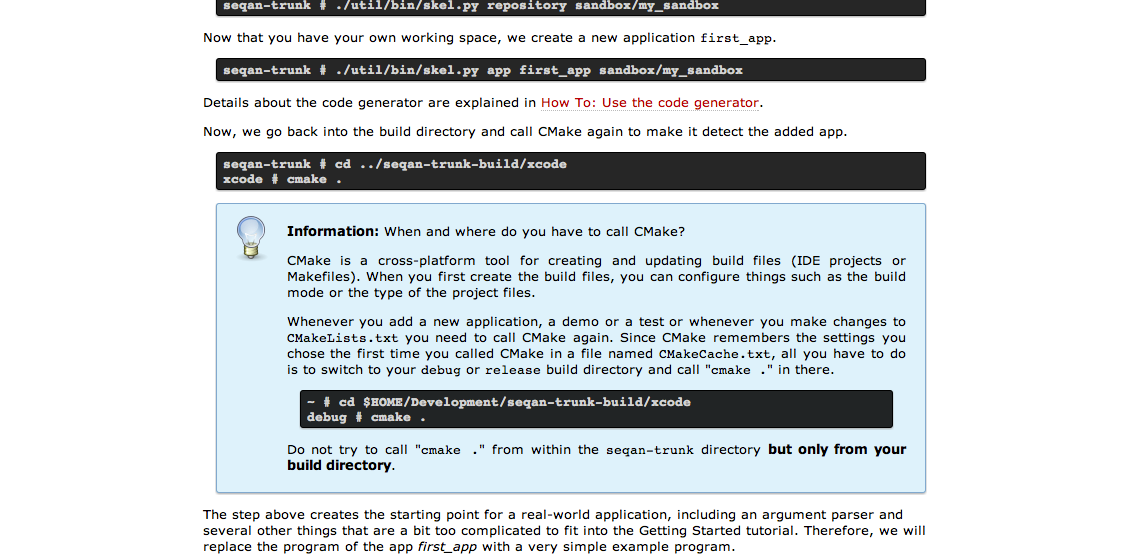 seqan-trunk # ./util/bin/skel.py repository sandbox/my_sandbox
Now that you have your own working space, we create a new application first_app.
seqan-trunk # ./util/bin/skel.py app first_app sandbox/my_sandbox
Details about the code generator are explained in How To: Use the code generator.
Now, we go back into the build directory and call CMake again to make it detect the added app.
seqan-trunk # cd ../seqan-trunk-build/xcode
xcode # cmake .
Information: When and where do you have to call CMake?
CMake is a cross-platform tool for creating and updating build files (IDE projects or
Makefiles). When you first create the build files, you can configure things such as the build
mode or the type of the project files.
Whenever you add a new application, a demo or a test or whenever you make changes to
CMakeLists.txt you need to call CMake again. Since CMake remembers the settings you
chose the first time you called CMake in a file named CMakeCache.txt, all you have to do
is to switch to your debug or release build directory and call "cmake ." in there.
~ # cd $HOME/Development/seqan-trunk-build/xcode
debug # cmake .
Do not try to call "cmake ." from within the seqan-trunk directory but only from your
build directory.
The step above creates the starting point for a real-world application, including an argument parser and
several other things that are a bit too complicated to fit into the Getting Started tutorial. Therefore, we will
replace the program of the app first_app with a very simple example program.